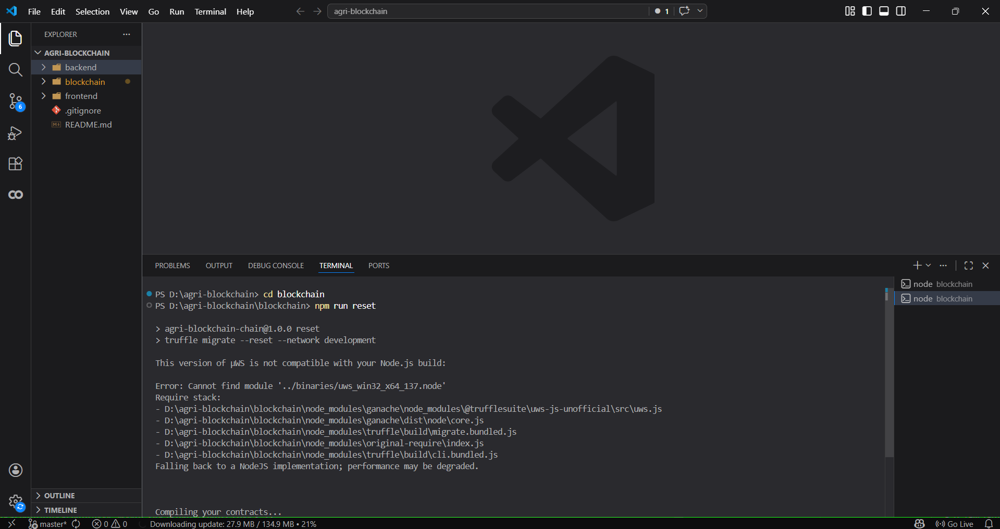 File Edit Selection View Go Run Terminal Help
agri-blockchain
1
EXPLORER
AGRI-BLOCKCHAIN
backend
blockchain
frontend
.gitignore
README.md
6
PROBLEMS OUTPUT DEBUG CONSOLE TERMINAL PORTS
node blockchain
node blockchain
PS D:\agri-blockchain> cd blockchain
PS D:\agri-blockchain\blockchain> npm run reset
> agri-blockchain-chain@1.0.0 reset
> truffle migrate --reset --network development
This version of µWS is not compatible with your Node.js build:
Error: Cannot find module '../binaries/uws_win32_x64_137.node'
Require stack:
- D:\agri-blockchain\blockchain\node_modules\ganache\node_modules\@trufflesuite\uws-js-unofficial\src\uws.js
- D:\agri-blockchain\blockchain\node_modules\ganache\dist\node\core.js
- D:\agri-blockchain\blockchain\node_modules\truffle\build\migrate.bundled.js
- D:\agri-blockchain\blockchain\node_modules\original-require\index.js
- D:\agri-blockchain\blockchain\node_modules\truffle\build\cli.bundled.js
Falling back to a NodeJS implementation; performance may be degraded.
Compiling your contracts...
OUTLINE
TIMELINE
master* 0 0 Downloading update: 27.9 MB / 134.9 MB • 21% Go Live